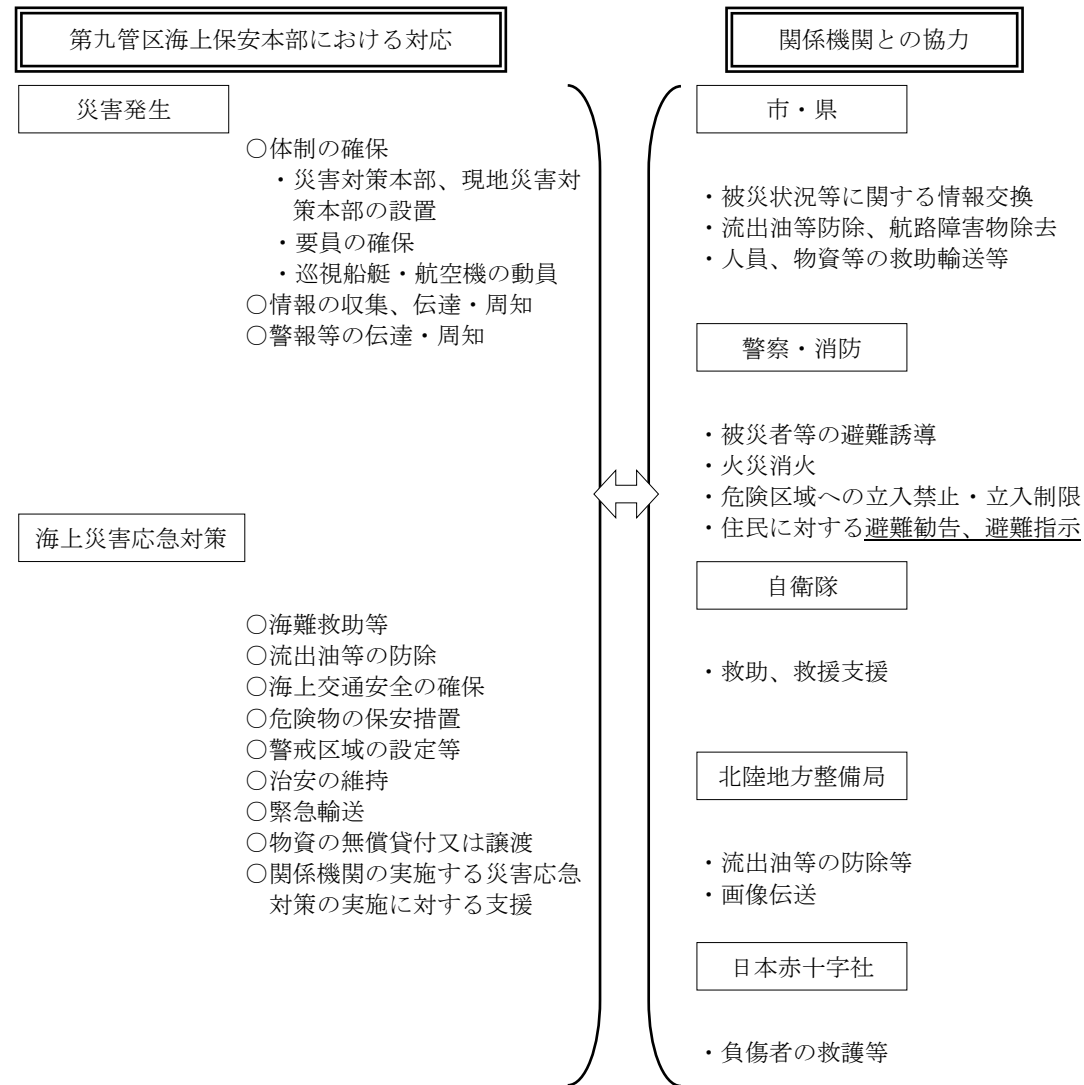 第九管区海上保安本部における対応
災害発生
○体制の確保
・災害対策本部、現地災害対
策本部の設置
・要員の確保
・巡視船艇・航空機の動員
○情報の収集、伝達・周知
○警報等の伝達・周知
海上災害応急対策
○海難救助等
○流出油等の防除
○海上交通安全の確保
○危険物の保安措置
○警戒区域の設定等
○治安の維持
○緊急輸送
○物資の無償貸付又は譲渡
○関係機関の実施する災害応急
対策の実施に対する支援
関係機関との協力
市・県
・被災状況等に関する情報交換
・流出油等防除、航路障害物除去
・人員、物資等の救助輸送等
警察・消防
・被災者等の避難誘導
・火災消火
・危険区域への立入禁止・立入制限
・住民に対する避難勧告、避難指示
自衛隊
・救助、救援支援
北陸地方整備局
・流出油等の防除等
・画像伝送
日本赤十字社
・負傷者の救護等